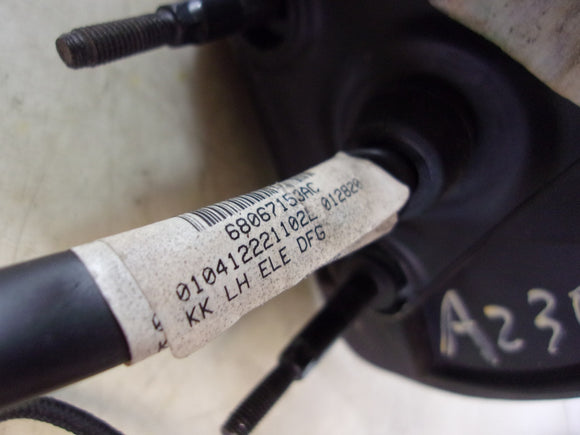 68067153AC
010412221102L 012820
KK LH ELE DFG
A23